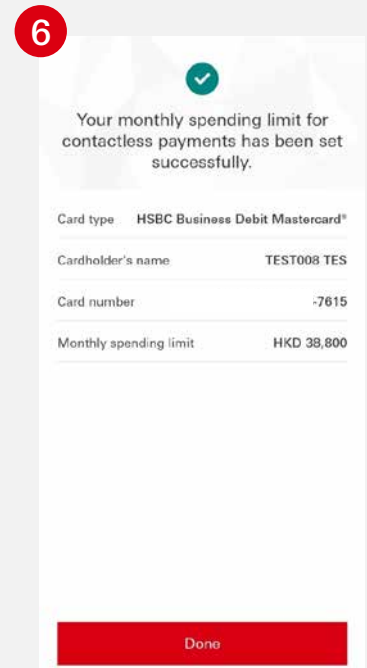 6
Your monthly spending limit for
contactless payments has been set
successfully.
Card type HSBC Business Debit Mastercard®
Cardholder's name TEST008 TES
Card number -7615
Monthly spending limit HKD 38,800
Done